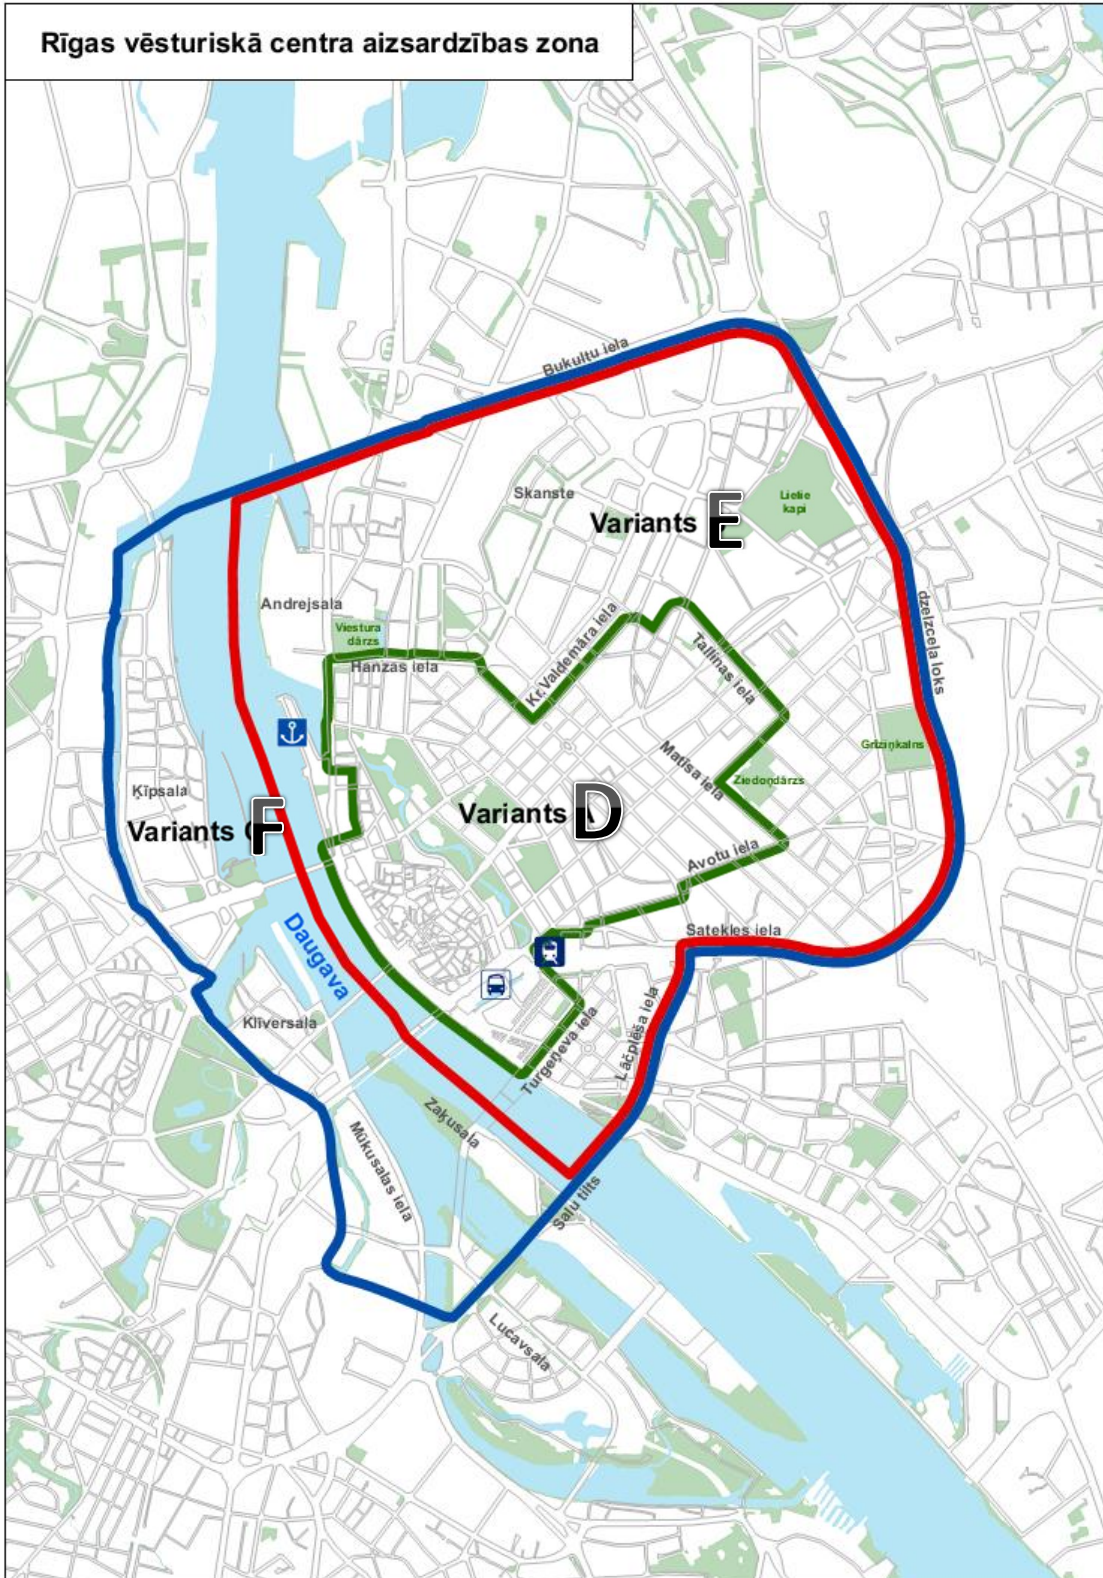 Rīgas vēsturiskā centra aizsardzības zona
Bukultu iela
Skanste
Lielie
kapi
Variants E
Andrejsala
dzelzceļa loks
Viestura
dārzs
Hanzas iela
Kr. Valdemāra iela
Tallinas iela
Grīziņkalns
Matīsa iela
Ziedoņdārzs
Ķīpsala
Variants F
Variants D
Avotu iela
Satekles iela
Daugava
Klīversala
Lāčplēša iela
Turgeņeva iela
Zaķusala
Mūkusalas iela
Salu tilts
Lucavsala